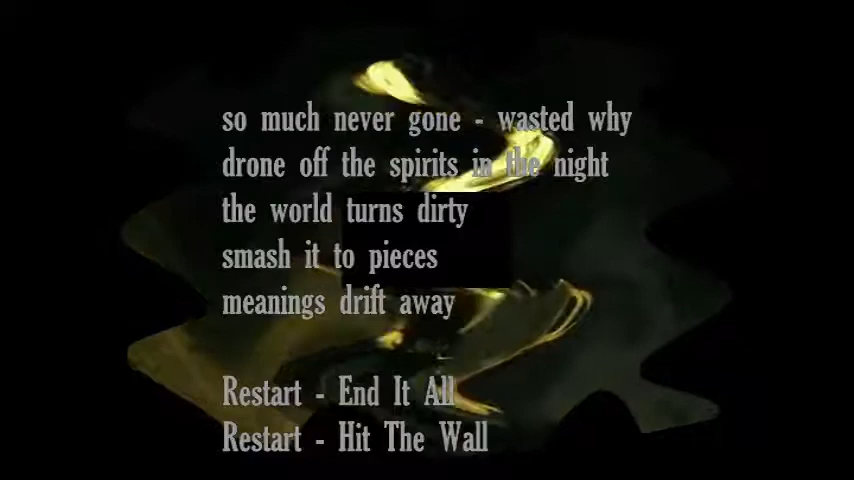 so much never gone - wasted why
drone off the spirits in the night
the world turns dirty
smash it to pieces
meanings drift away
Restart - End It All
Restart - Hit The Wall